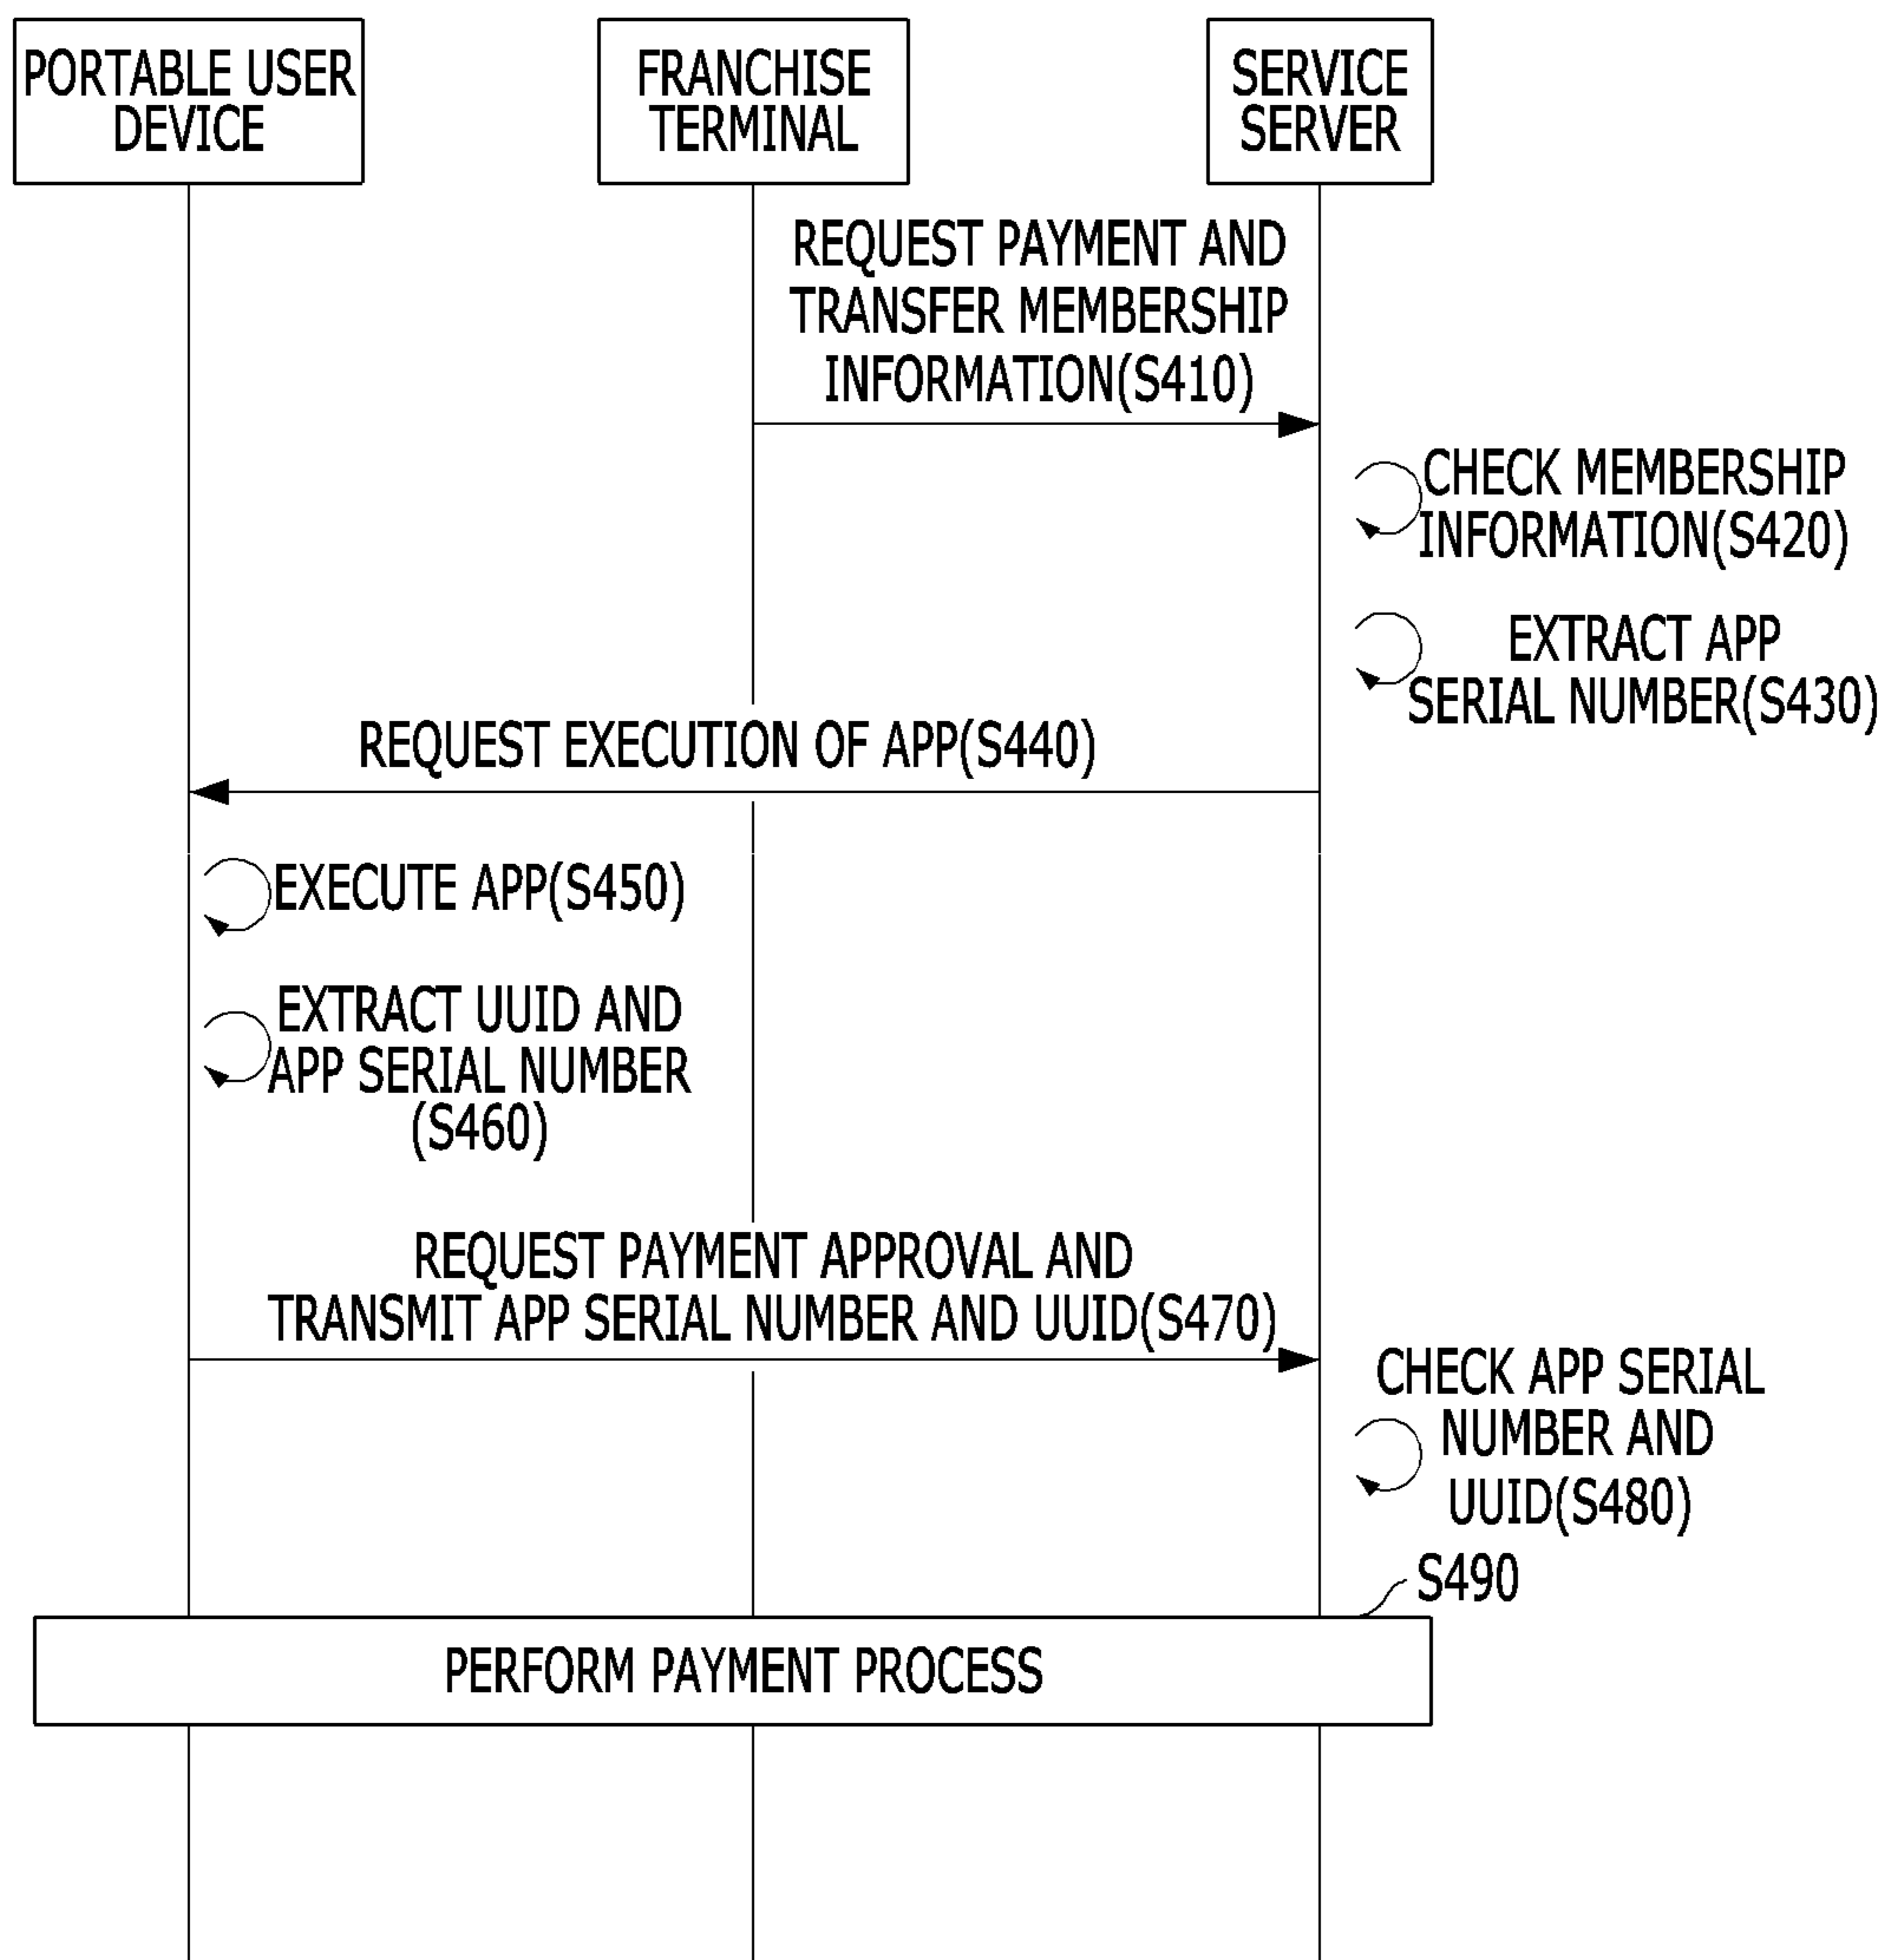 PORTABLE USER
DEVICE
FRANCHISE
TERMINAL
SERVICE
SERVER
REQUEST PAYMENT AND
TRANSFER MEMBERSHIP
INFORMATION(S410)
CHECK MEMBERSHIP
INFORMATION(S420)
EXTRACT APP
SERIAL NUMBER(S430)
REQUEST EXECUTION OF APP(S440)
EXECUTE APP(S450)
EXTRACT UUID AND
APP SERIAL NUMBER
(S460)
REQUEST PAYMENT APPROVAL AND
TRANSMIT APP SERIAL NUMBER AND UUID(S470)
CHECK APP SERIAL
NUMBER AND
UUID(S480)
S490
PERFORM PAYMENT PROCESS